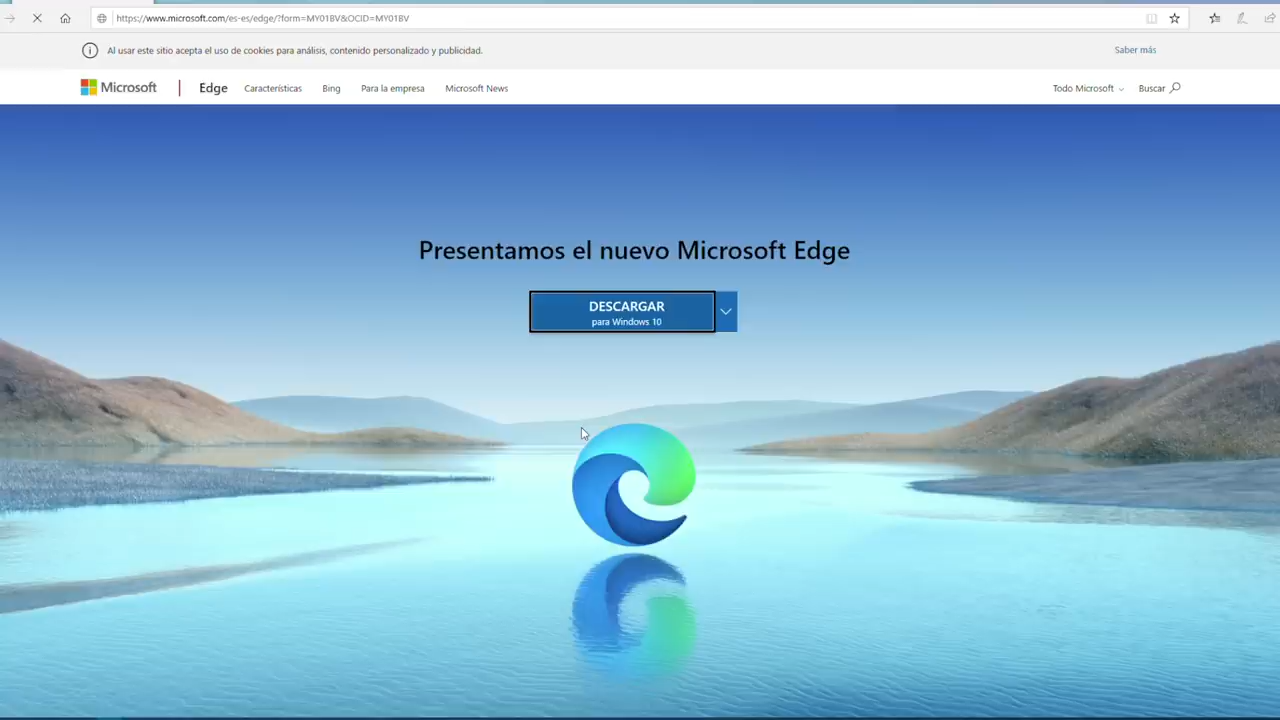 https://www.microsoft.com/es-es/edge/?form=MY01BV&OCID=MY01BV
Al usar este sitio acepta el uso de cookies para análisis, contenido personalizado y publicidad.
Saber más
Microsoft
Edge
Características
Bing
Para la empresa
Microsoft News
Todo Microsoft
Buscar
Presentamos el nuevo Microsoft Edge
DESCARGAR
para Windows 10